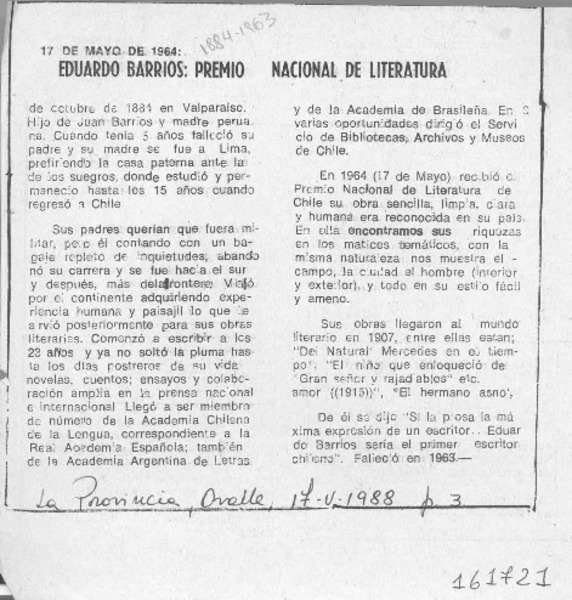 17 DE MAYO DE 1964:
1884-1963
EDUARDO BARRIOS: PREMIO NACIONAL DE LITERATURA
de octubre de 1884 en Valparaíso.
Hijo de Juan Barrios y madre perua
na. Cuando tenía 5 años falleció su
padre y su madre se fue a Lima,
prefiriendo la casa paterna ante la
de los suegros, donde estudió y per-
maneció hasta los 15 años cuando
regresó a Chile
Sus padres querían que fuera mi-
litar, pero él contando con un ba-
gaje repleto de inquietudes, abando
nó su carrera y se fue hacia el sur
y después, más delafrontera. Viajó
por el continente adquiriendo expe-
riencia humana y paisajil lo que le
sirvió posteriormente para sus obras
literarias. Comenzó a escribir a los
23 años y ya no soltó la pluma has
ta los días postreros de su vida
novelas, cuentos; ensayos y colabo-
ración amplia en la prensa nacional
e internacional Llegó a ser miembro
de número de la Academia Chilena
de la Lengua, correspondiente a la
Real Academia Española; también
de la Academia Argentina de Letras
y de la Academia de Brasileña. En 2
varias oportunidades dirigió el Servi
cio de Bibliotecas, Archivos y Museos
de Chile.
En 1964 (17 de Mayo) recibió el
Premio Nacional de Literatura de
Chile su obra sencilla, limpia, clara
y humana era reconocida en su país.
En ella encontramos sus riquezas
en los matices temáticos, con la
misma naturaleza nos muestra el -
campo, la ciudad el hombre (interior
y exterior), y todo en su estilo fácil
y ameno.
Sus obras llegaron al mundo
literario en 1907, entre ellas estan;
"Del Natural Mercedes en el tiem-
po", "El niño que enloqueció de
"Gran señor y rajadiablos" etc.
amor ((1915))", "El hermano asno',
De él se dijo "Si la prosa la má
xima expresión de un escritor.. Eduar
do Barrios sería el primer escritor
chileno". Falleció en 1963.—
La Provincia, Ovalle, 17-V-1988 p. 3
161721